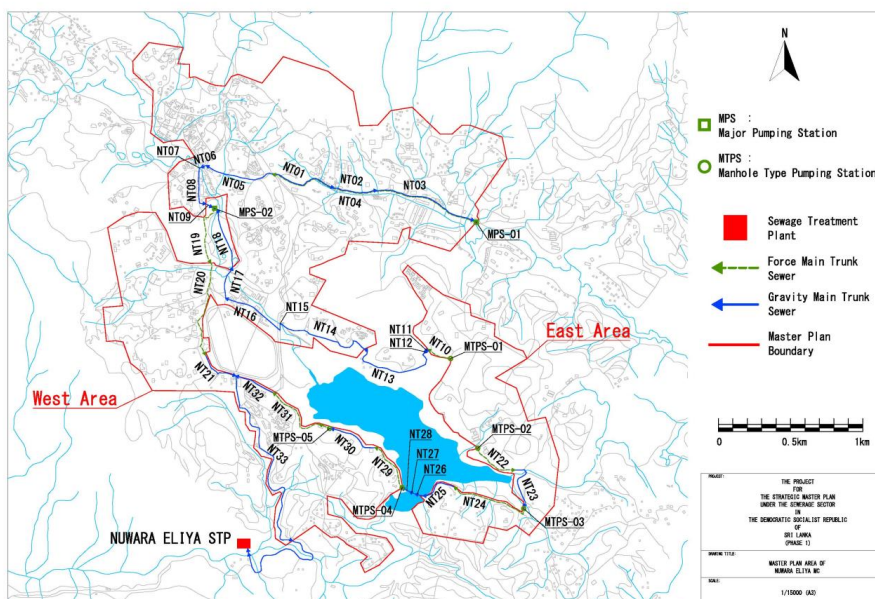 N
MPS :
Major Pumping Station
MTPS :
Manhole Type Pumping Station
Sewage Treatment
Plant
Force Main Trunk
Sewer
Gravity Main Trunk
Sewer
Master Plan
Boundary
0 0.5km 1km
PROJECT:
THE PROJECT
FOR
THE STRATEGIC MASTER PLAN
UNDER THE SEWERAGE SECTOR
IN
THE DEMOCRATIC SOCIALIST REPUBLIC
OF
SRI LANKA
(PHASE 1)
DRAWING TITLE:
MASTER PLAN AREA OF
NUWARA ELIYA MC
SCALE:
1/15000 (A3)
NT07
NT06
NT05
NT01
NT02
NT03
NT04
NT08
NT09
MPS-02
MPS-01
NT19
NT18
NT20
NT17
NT16
NT15
NT14
NT11
NT12
NT10
MTPS-01
NT13
East Area
NT21
West Area
NT32
NT31
MTPS-05
NT30
MTPS-02
NT22
NT28
NT27
NT26
NT33
NT29
NT23
NT25
NT24
MTPS-04
MTPS-03
NUWARA ELIYA STP